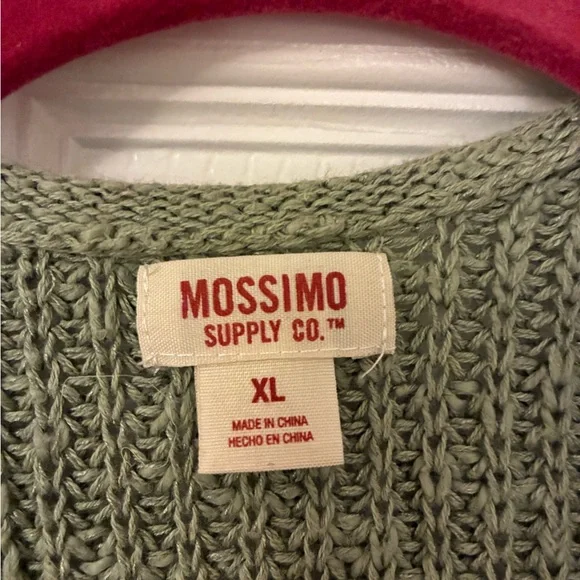 MOSSIMO
SUPPLY CO.™
XL
MADE IN CHINA
HECHO EN CHINA